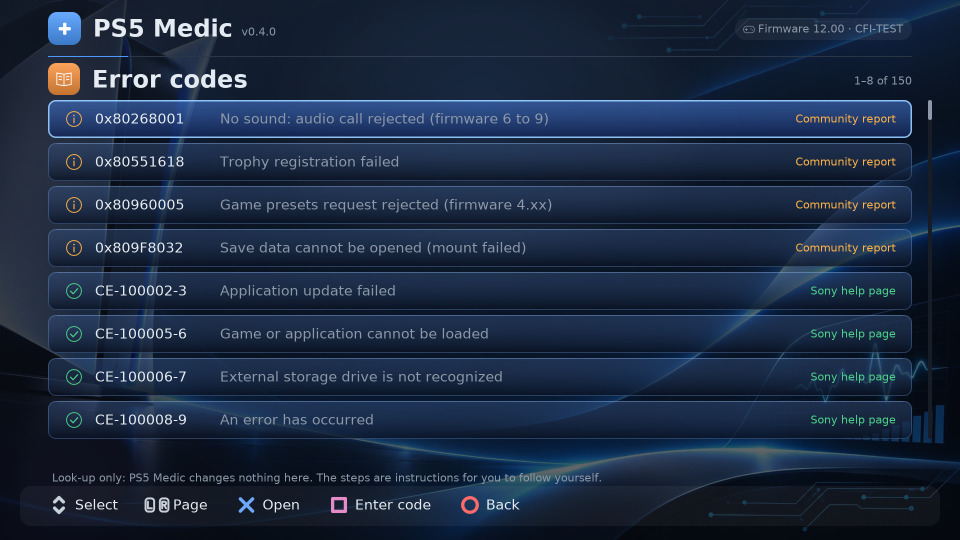 PS5 Medic v0.4.0
Firmware 12.00 · CFI-TEST
Error codes
1–8 of 150
0x80268001 No sound: audio call rejected (firmware 6 to 9) Community report
0x80551618 Trophy registration failed Community report
0x80960005 Game presets request rejected (firmware 4.xx) Community report
0x809F8032 Save data cannot be opened (mount failed) Community report
CE-100002-3 Application update failed Sony help page
CE-100005-6 Game or application cannot be loaded Sony help page
CE-100006-7 External storage drive is not recognized Sony help page
CE-100008-9 An error has occurred Sony help page
Look-up only: PS5 Medic changes nothing here. The steps are instructions for you to follow yourself.
Select L R Page Open Enter code Back